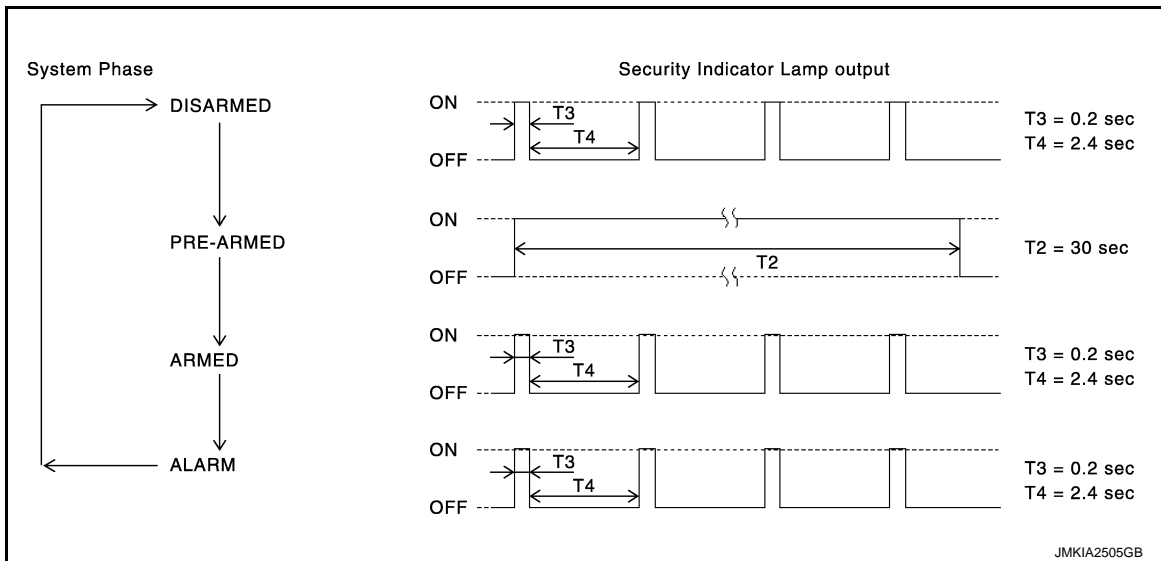 System Phase
Security Indicator Lamp output
DISARMED
ON
T3
T4
OFF
T3 = 0.2 sec
T4 = 2.4 sec
PRE-ARMED
ON
T2
OFF
T2 = 30 sec
ARMED
ON
T3
T4
OFF
T3 = 0.2 sec
T4 = 2.4 sec
ALARM
ON
T3
T4
OFF
T3 = 0.2 sec
T4 = 2.4 sec
JMKIA2505GB